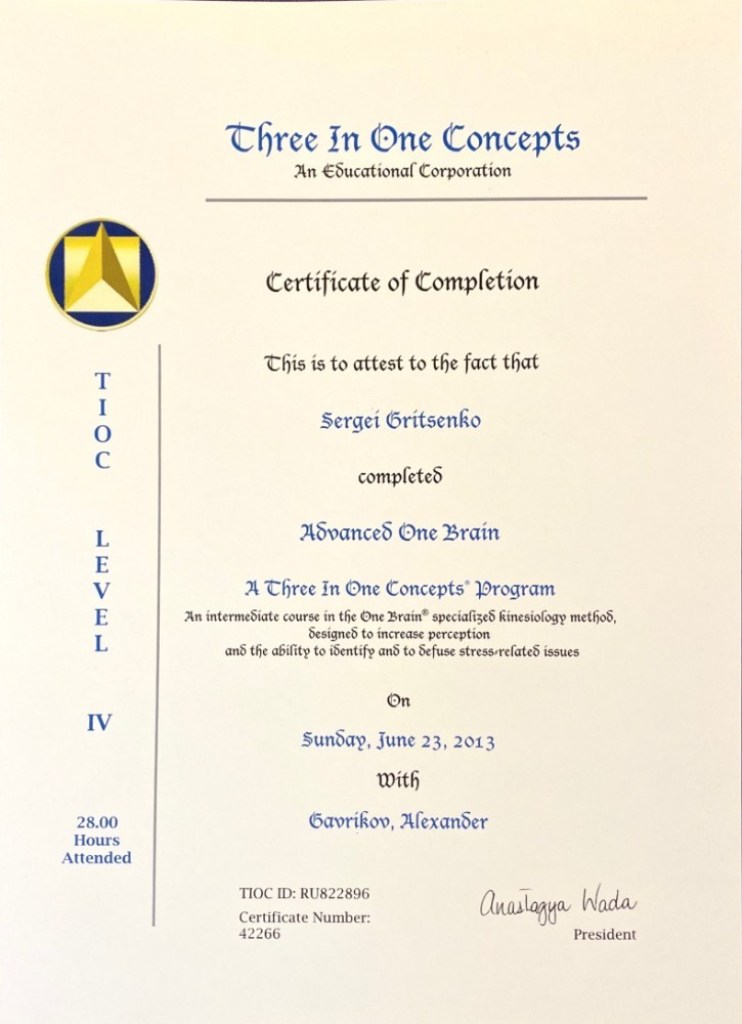 Three In One Concepts
An Educational Corporation
Certificate of Completion
This is to attest to the fact that
Sergei Gritsenko
completed
Advanced One Brain
A Three In One Concepts® Program
An intermediate course in the One Brain® specialized kinesiology method,
designed to increase perception
and the ability to identify and to defuse stress-related issues
On
Sunday, June 23, 2013
With
Gavrikov, Alexander
TIOC
LEVEL
IV
28.00
Hours
Attended
TIOC ID: RU822896
Certificate Number:
42266
Anastagya Wada
President